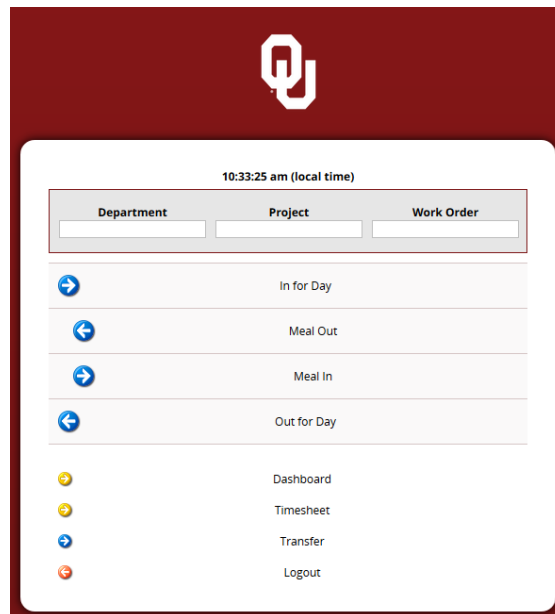 OU
10:33:25 am (local time)
Department Project Work Order
In for Day
Meal Out
Meal In
Out for Day
Dashboard
Timesheet
Transfer
Logout